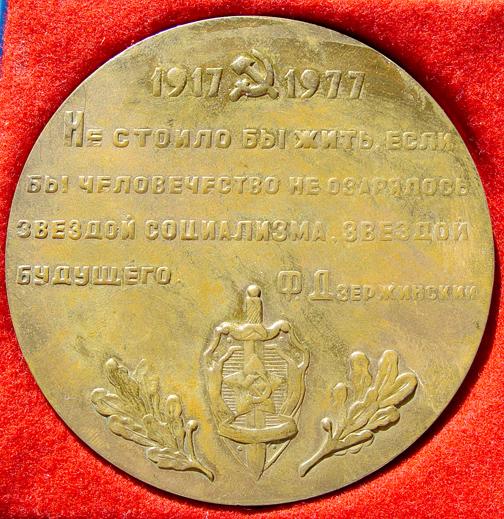 1917 1977
Не стоило бы жить, если
бы человечество не озарялось
звездой социализма, звездой
будущего.
Ф Дзержинский